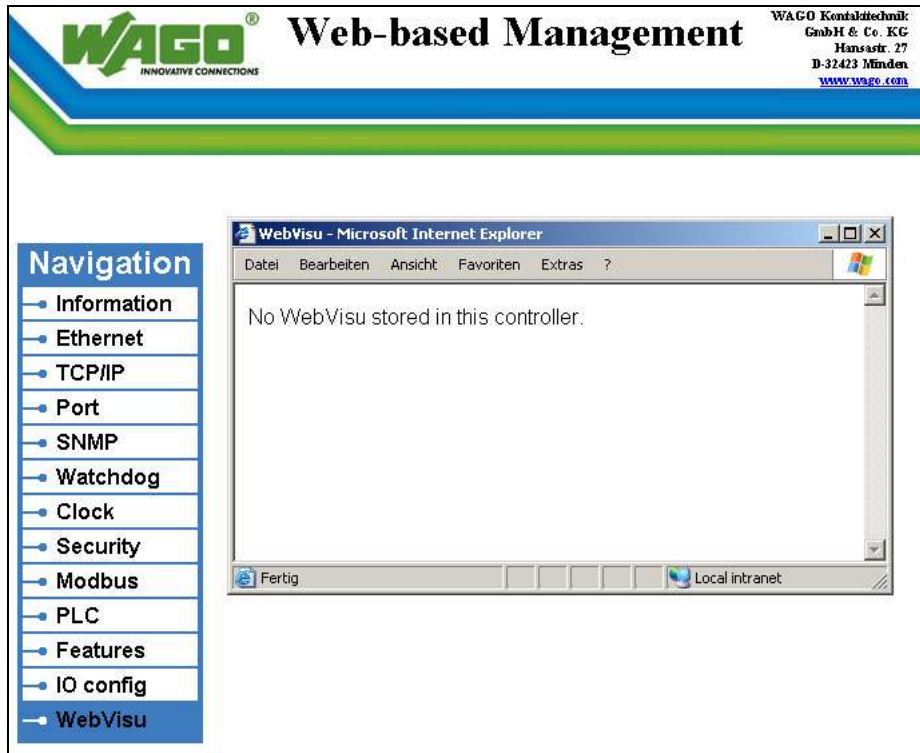 WAGO®
INNOVATIVE CONNECTIONS
Web-based Management
WAGO Kontakttechnik
GmbH & Co. KG
Hansastr. 27
D-32423 Minden
www.wago.com
Navigation
Information
Ethernet
TCP/IP
Port
SNMP
Watchdog
Clock
Security
Modbus
PLC
Features
IO config
WebVisu
WebVisu - Microsoft Internet Explorer
Datei Bearbeiten Ansicht Favoriten Extras ?
No WebVisu stored in this controller.
Fertig Local intranet